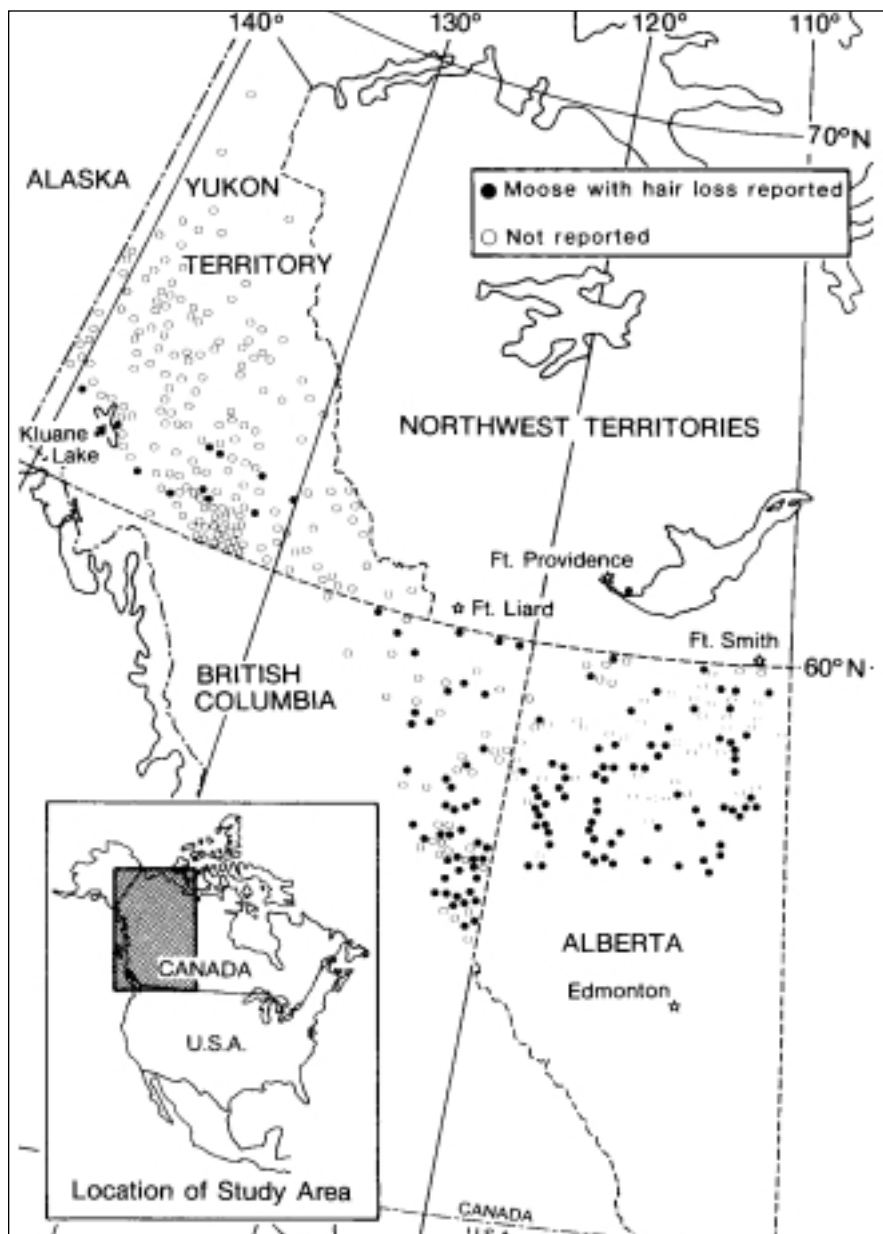 140°
130°
120°
110°
70°N
ALASKA
YUKON
TERRITORY
● Moose with hair loss reported
○ Not reported
Kluane
Lake
NORTHWEST TERRITORIES
Ft. Providence
☆ Ft. Liard
Ft. Smith
60°N
BRITISH
COLUMBIA
ALBERTA
Edmonton
CANADA
U.S.A.
Location of Study Area
CANADA
U.S.A.